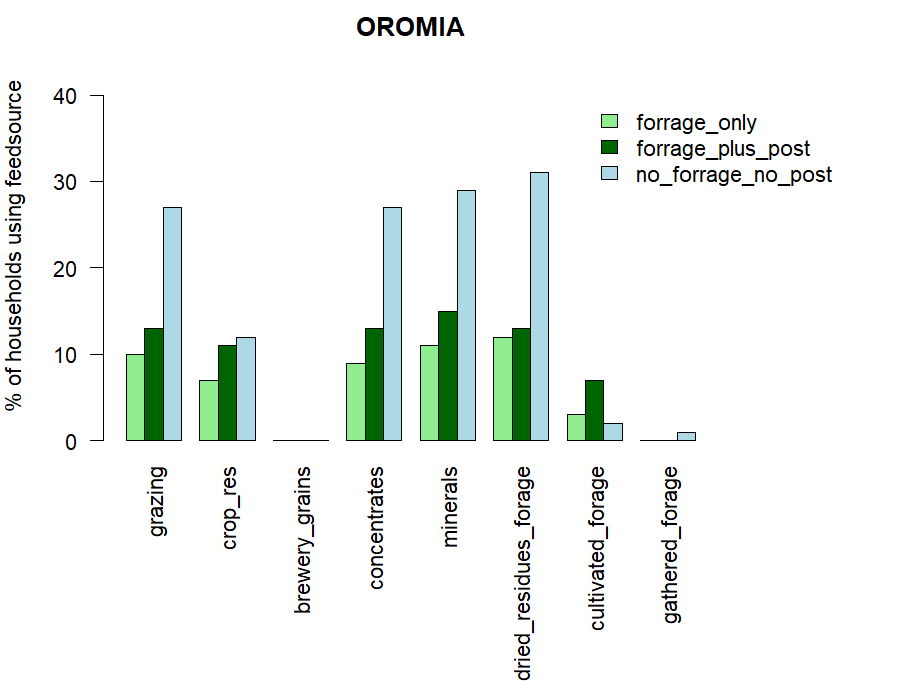 OROMIA
% of households using feedsource
40
30
20
10
0
forrage_only
forrage_plus_post
no_forrage_no_post
grazing
crop_res
brewery_grains
concentrates
minerals
dried_residues_forage
cultivated_forage
gathered_forage